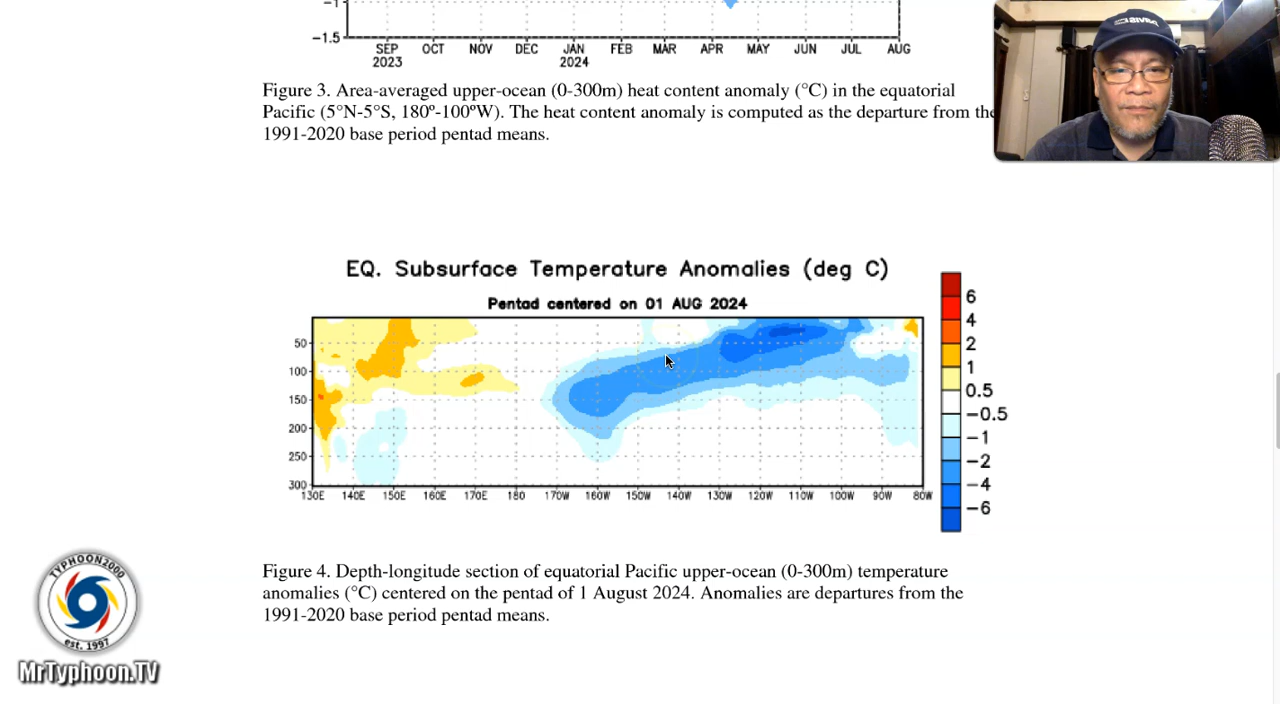 -1
-1.5
SEP OCT NOV DEC JAN FEB MAR APR MAY JUN JUL AUG
2023 2024
Figure 3. Area-averaged upper-ocean (0-300m) heat content anomaly (°C) in the equatorial
Pacific (5°N-5°S, 180º-100ºW). The heat content anomaly is computed as the departure from the
1991-2020 base period pentad means.
EQ. Subsurface Temperature Anomalies (deg C)
Pentad centered on 01 AUG 2024
50
100
150
200
250
300
130E 140E 150E 160E 170E 180 170W 160W 150W 140W 130W 120W 110W 100W 90W 80W
6
4
2
1
0.5
-0.5
-1
-2
-4
-6
Figure 4. Depth-longitude section of equatorial Pacific upper-ocean (0-300m) temperature
anomalies (°C) centered on the pentad of 1 August 2024. Anomalies are departures from the
1991-2020 base period pentad means.
TYPHOON2000
est. 1997
MrTyphoon.TV